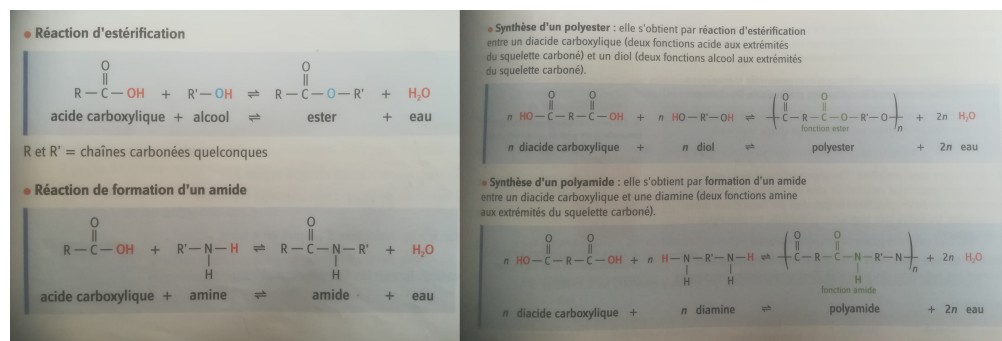 • Réaction d'estérification
O
||
R — C — OH + R' — OH ⇌ R — C — O — R' + H₂O
O
||
acide carboxylique + alcool ⇌ ester + eau
R et R' = chaînes carbonées quelconques
• Réaction de formation d'un amide
O
||
R — C — OH + R' — N — H ⇌ R — C — N — R' + H₂O
O
||
|
H
|
H
acide carboxylique + amine ⇌ amide + eau
• Synthèse d'un polyester : elle s'obtient par réaction d'estérification
entre un diacide carboxylique (deux fonctions acide aux extrémités
du squelette carboné) et un diol (deux fonctions alcool aux extrémités
du squelette carboné).
O O O O
|| || || ||
n HO — C — R — C — OH + n HO — R' — OH ⇌ ( C — R — C — O — R' — O )n + 2n H₂O
fonction ester
n diacide carboxylique + n diol ⇌ polyester + 2n eau
• Synthèse d'un polyamide : elle s'obtient par formation d'un amide
entre un diacide carboxylique et une diamine (deux fonctions amine
aux extrémités du squelette carboné).
O O O O
|| || || ||
n HO — C — R — C — OH + n H — N — R' — N — H ⇌ ( C — R — C — N — R' — N )n + 2n H₂O
| | |
H H H
fonction amide
n diacide carboxylique + n diamine ⇌ polyamide + 2n eau